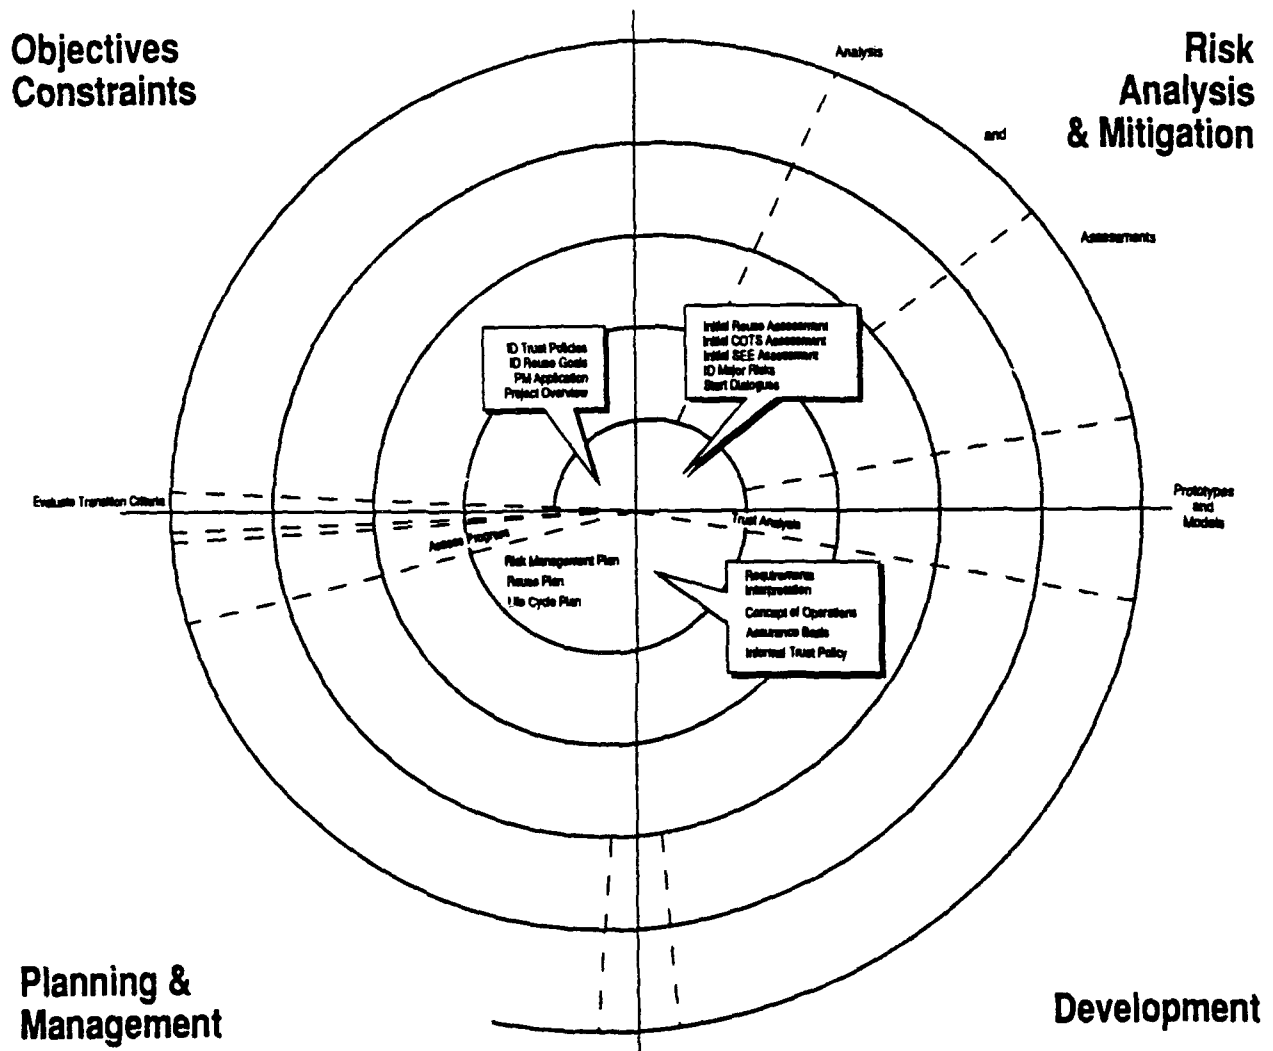 Objectives
Constraints
Risk
Analysis
& Mitigation
Analysis
and
Assessments
ID Trust Policies
ID Reuse Goals
PM Application
Project Overview
Initial Reuse Assessment
Initial COTS Assessment
Initial SEE Assessment
ID Major Risks
Start Dialogues
Evaluate Transition Criteria
Prototypes
and
Models
Trust Analysis
Assess Progress
Risk Management Plan
Reuse Plan
Life Cycle Plan
Requirements
Interpretation
Concept of Operations
Assurance Basis
Informal Trust Policy
Planning &
Management
Development